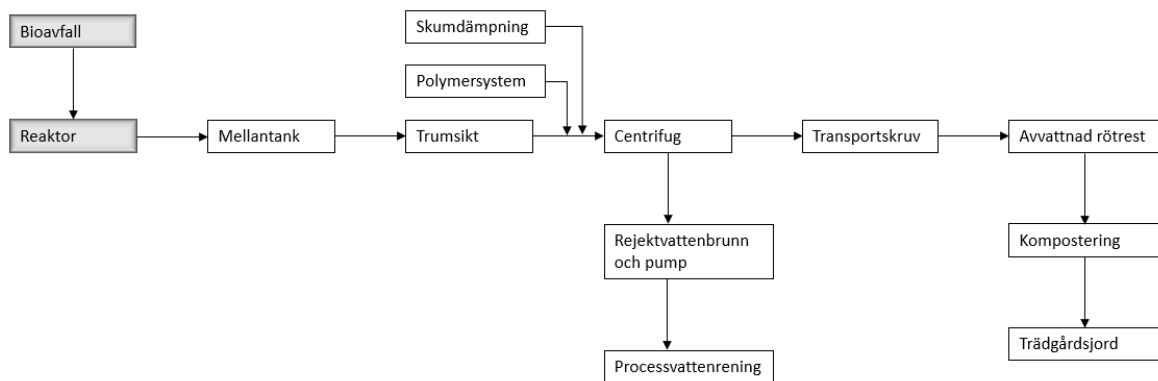 Bioavfall
Skumdämpning
Polymersystem
Reaktor
Mellantank
Trumsikt
Centrifug
Transportskruv
Avvattnad rötrest
Rejektvattenbrunn
och pump
Kompostering
Processvattenrening
Trädgårdsjord